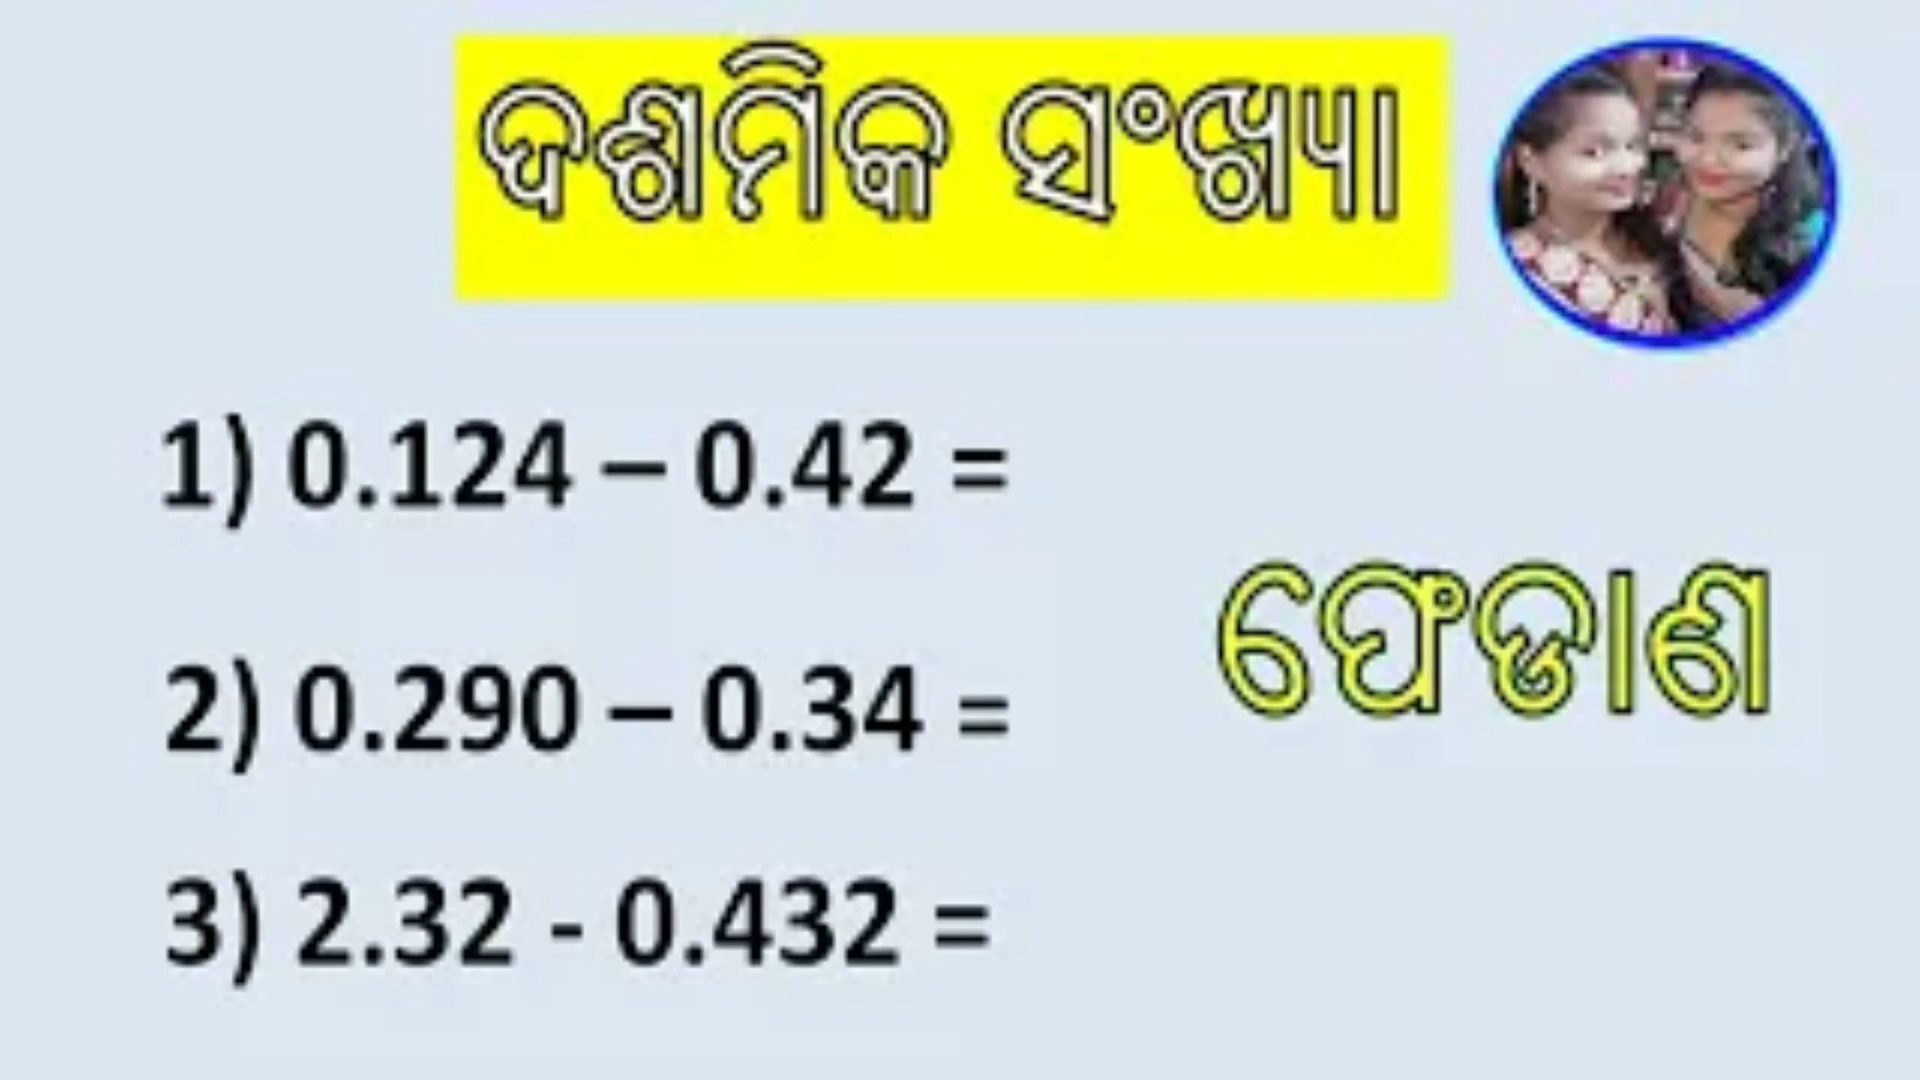 ଦଶମିକ ସଂଖ୍ୟା
1) 0.124 – 0.42 =
2) 0.290 – 0.34 =
ଫେଡାଣ
3) 2.32 - 0.432 =